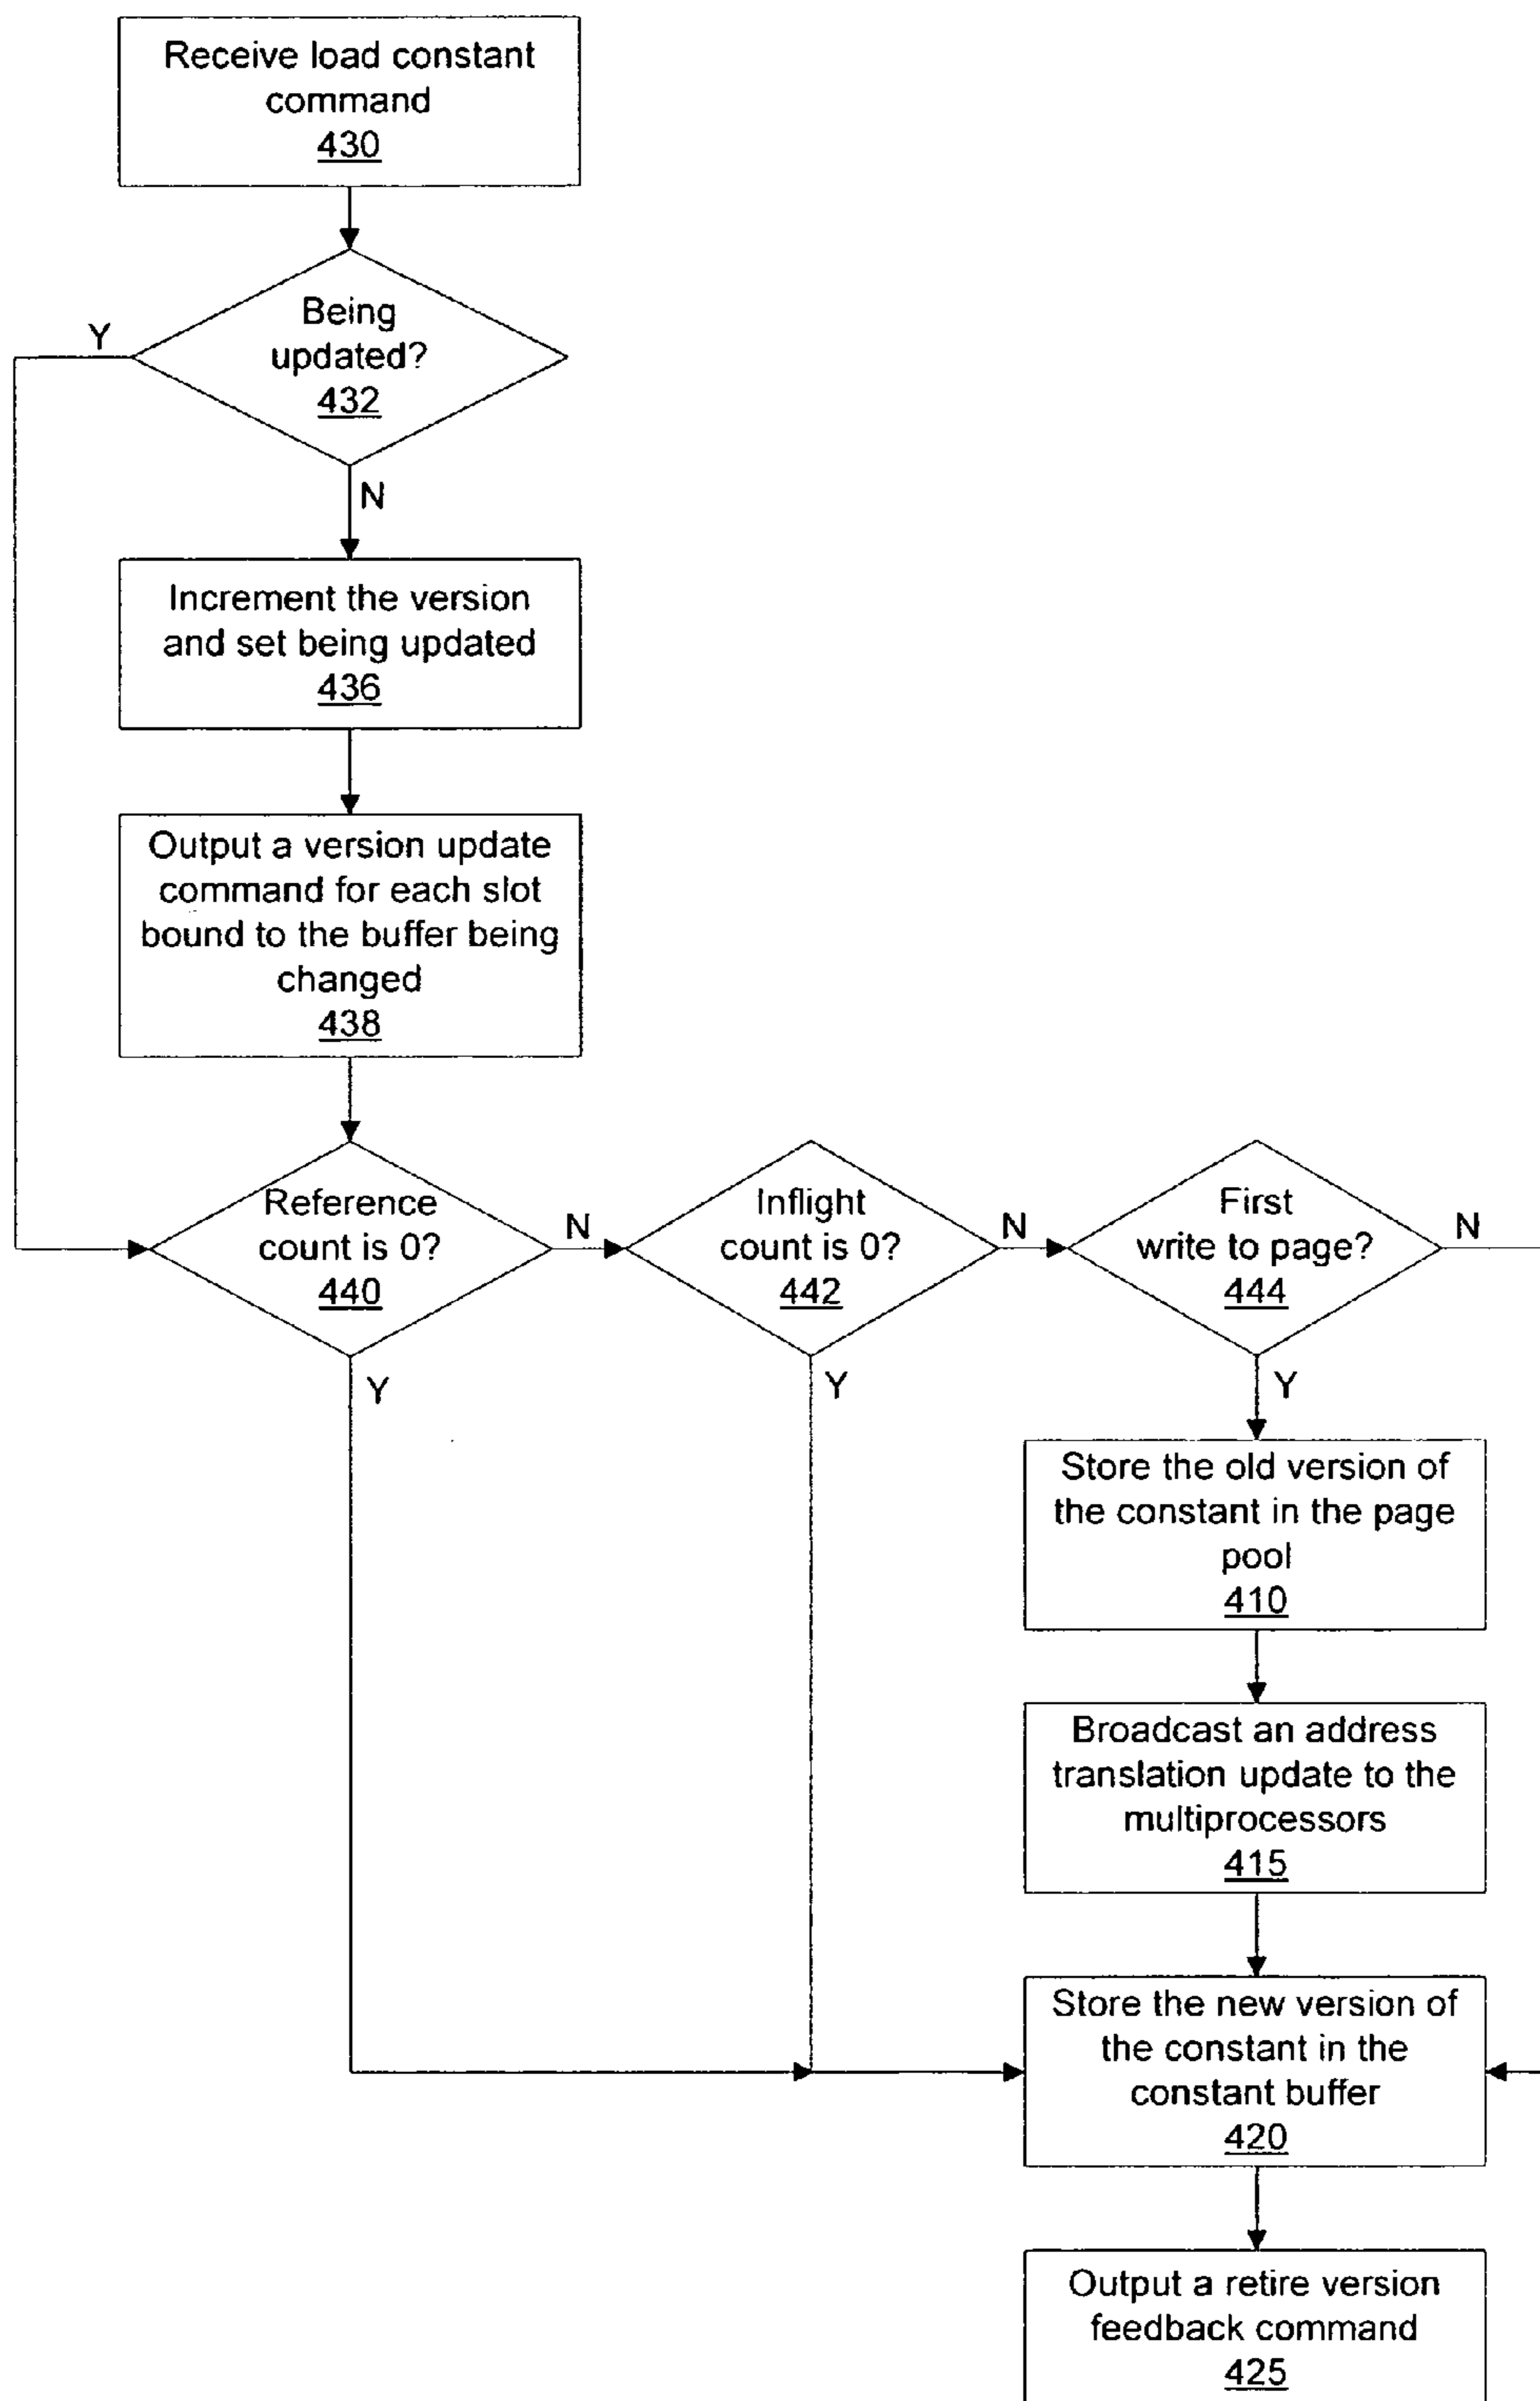 Receive load constant
command
430
Being
updated?
432
Y
N
Increment the version
and set being updated
436
Output a version update
command for each slot
bound to the buffer being
changed
438
Reference
count is 0?
440
N
Y
Inflight
count is 0?
442
N
Y
First
write to page?
444
N
Y
Store the old version of
the constant in the page
pool
410
Broadcast an address
translation update to the
multiprocessors
415
Store the new version of
the constant in the
constant buffer
420
Output a retire version
feedback command
425